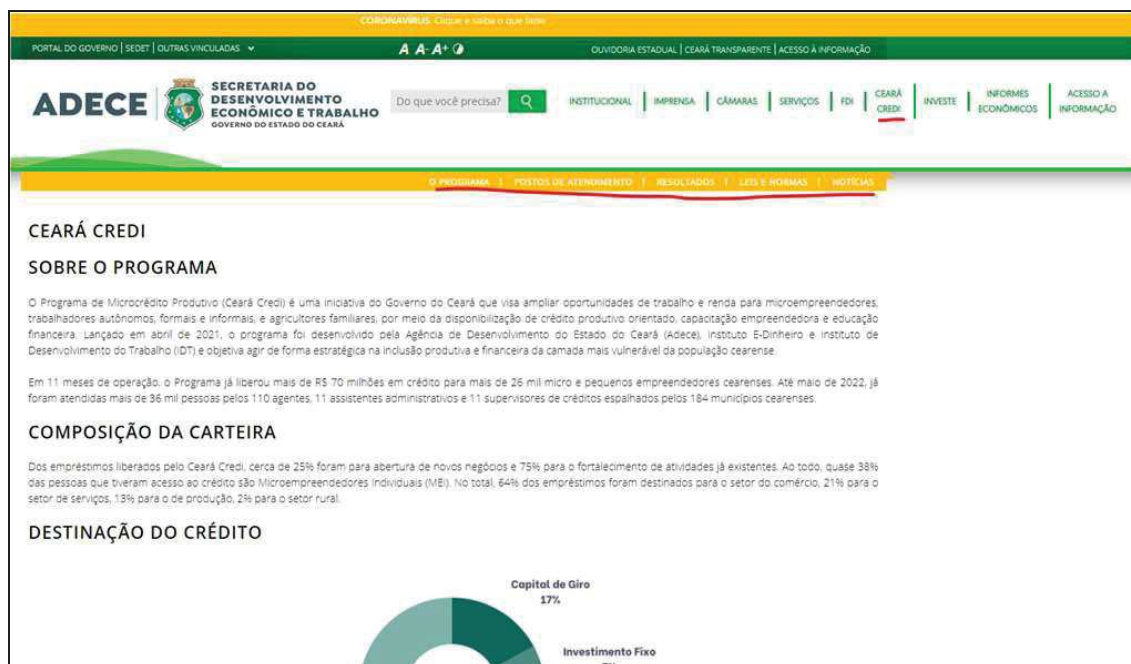 CORONAVÍRUS Clique e saiba o que fazer
PORTAL DO GOVERNO | SEDET | OUTRAS VINCULADAS
A A- A+
OUVIDORIA ESTADUAL | CEARÁ TRANSPARENTE | ACESSO À INFORMAÇÃO
ADECE
SECRETARIA DO
DESENVOLVIMENTO
ECONÔMICO E TRABALHO
GOVERNO DO ESTADO DO CEARÁ
Do que você precisa?
INSTITUCIONAL | IMPRENSA | CÂMARAS | SERVIÇOS | FDI | CEARÁ CREDI | INVESTE | INFORMES ECONÔMICOS | ACESSO A INFORMAÇÃO
O PROGRAMA | POSTOS DE ATENDIMENTO | RESULTADOS | LEIS E NORMAS | NOTÍCIAS
CEARÁ CREDI
SOBRE O PROGRAMA
O Programa de Microcrédito Produtivo (Ceará Credi) é uma iniciativa do Governo do Ceará que visa ampliar oportunidades de trabalho e renda para microempreendedores,
trabalhadores autônomos, formais e informais, e agricultores familiares, por meio da disponibilização de crédito produtivo orientado, capacitação empreendedora e educação
financeira. Lançado em abril de 2021, o programa foi desenvolvido pela Agência de Desenvolvimento do Estado do Ceará (Adece), Instituto E-Dinheiro e Instituto de
Desenvolvimento do Trabalho (IDT) e objetiva agir de forma estratégica na inclusão produtiva e financeira da camada mais vulnerável da população cearense.
Em 11 meses de operação, o Programa já liberou mais de R$ 70 milhões em crédito para mais de 26 mil micro e pequenos empreendedores cearenses. Até maio de 2022, já
foram atendidas mais de 36 mil pessoas pelos 110 agentes, 11 assistentes administrativos e 11 supervisores de créditos espalhados pelos 184 municípios cearenses.
COMPOSIÇÃO DA CARTEIRA
Dos empréstimos liberados pelo Ceará Credi, cerca de 25% foram para abertura de novos negócios e 75% para o fortalecimento de atividades já existentes. Ao todo, quase 38%
das pessoas que tiveram acesso ao crédito são Microempreendedores Individuais (MEI). No total, 64% dos empréstimos foram destinados para o setor do comércio, 21% para o
setor de serviços, 13% para o de produção, 2% para o setor rural.
DESTINAÇÃO DO CRÉDITO
Capital de Giro
17%
Investimento Fixo